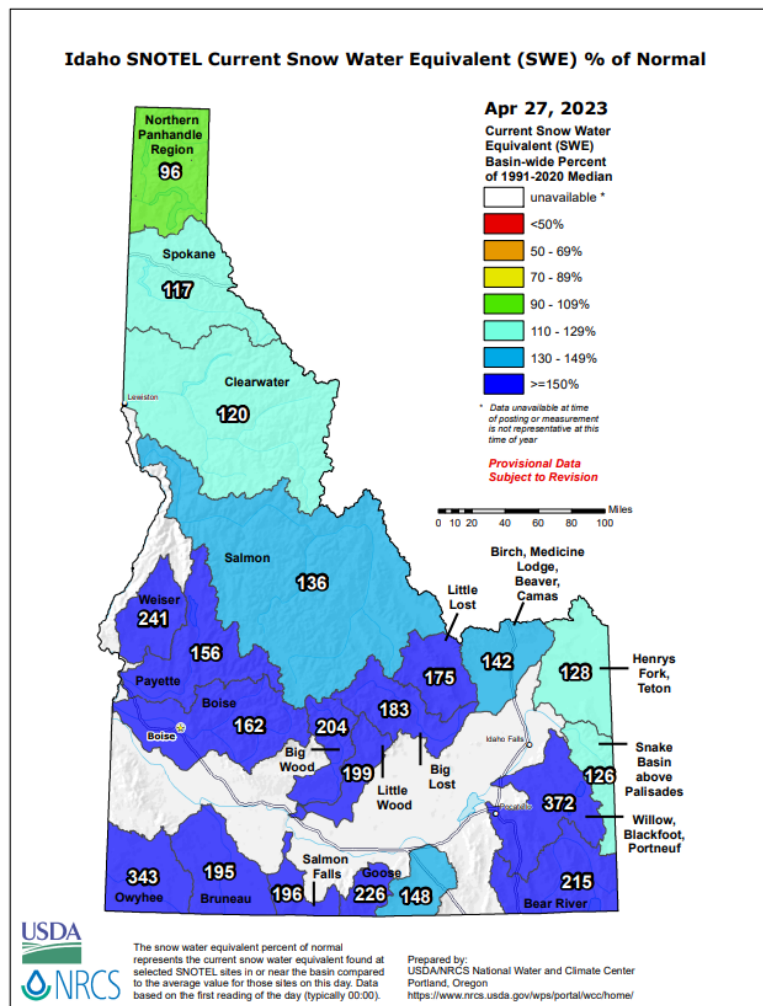 Idaho SNOTEL Current Snow Water Equivalent (SWE) % of Normal
Apr 27, 2023
Current Snow Water
Equivalent (SWE)
Basin-wide Percent
of 1991-2020 Median
unavailable *
<50%
50 - 69%
70 - 89%
90 - 109%
110 - 129%
130 - 149%
>=150%
* Data unavailable at time
of posting or measurement
is not representative at this
time of year
Provisional Data
Subject to Revision
0 10 20 40 60 80 100 Miles
Northern
Panhandle
Region
96
Spokane
117
Clearwater
120
Lewiston
Salmon
136
Birch, Medicine
Lodge,
Beaver,
Camas
142
Little
Lost
175
Weiser
241
156
Payette
Boise
162
Boise
204
Big
Wood
183
199
Little
Wood
Big
Lost
128
Henrys
Fork,
Teton
Idaho Falls
Snake
Basin
above
Palisades
126
372
Willow,
Blackfoot,
Portneuf
343
Owyhee
195
Bruneau
Salmon
Falls
196
Goose
226
148
215
Bear River
USDA
NRCS
The snow water equivalent percent of normal
represents the current snow water equivalent found at
selected SNOTEL sites in or near the basin compared
to the average value for those sites on this day. Data
based on the first reading of the day (typically 00:00).
Prepared by:
USDA/NRCS National Water and Climate Center
Portland, Oregon
https://www.nrcs.usda.gov/wps/portal/wcc/home/